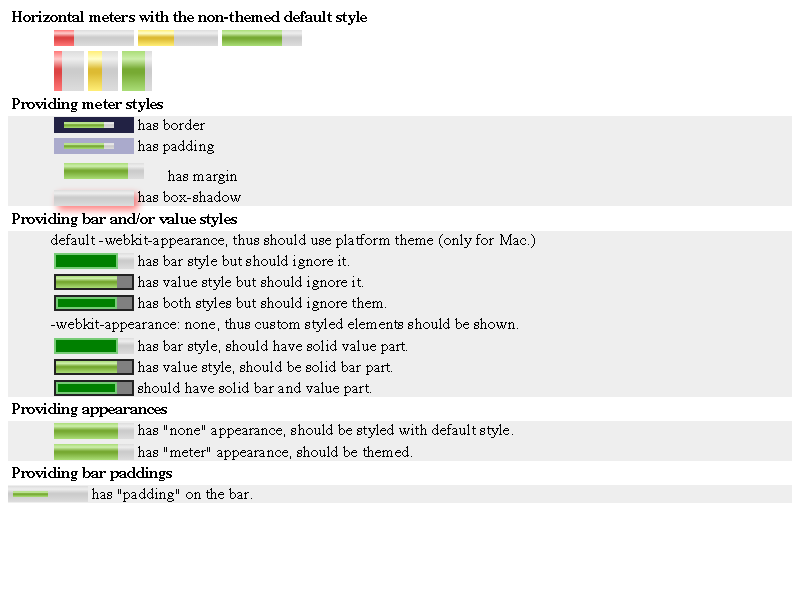 Horizontal meters with the non-themed default style
Providing meter styles
has border
has padding
has margin
has box-shadow
Providing bar and/or value styles
default -webkit-appearance, thus should use platform theme (only for Mac.)
has bar style but should ignore it.
has value style but should ignore it.
has both styles but should ignore them.
-webkit-appearance: none, thus custom styled elements should be shown.
has bar style, should have solid value part.
has value style, should be solid bar part.
should have solid bar and value part.
Providing appearances
has "none" appearance, should be styled with default style.
has "meter" appearance, should be themed.
Providing bar paddings
has "padding" on the bar.